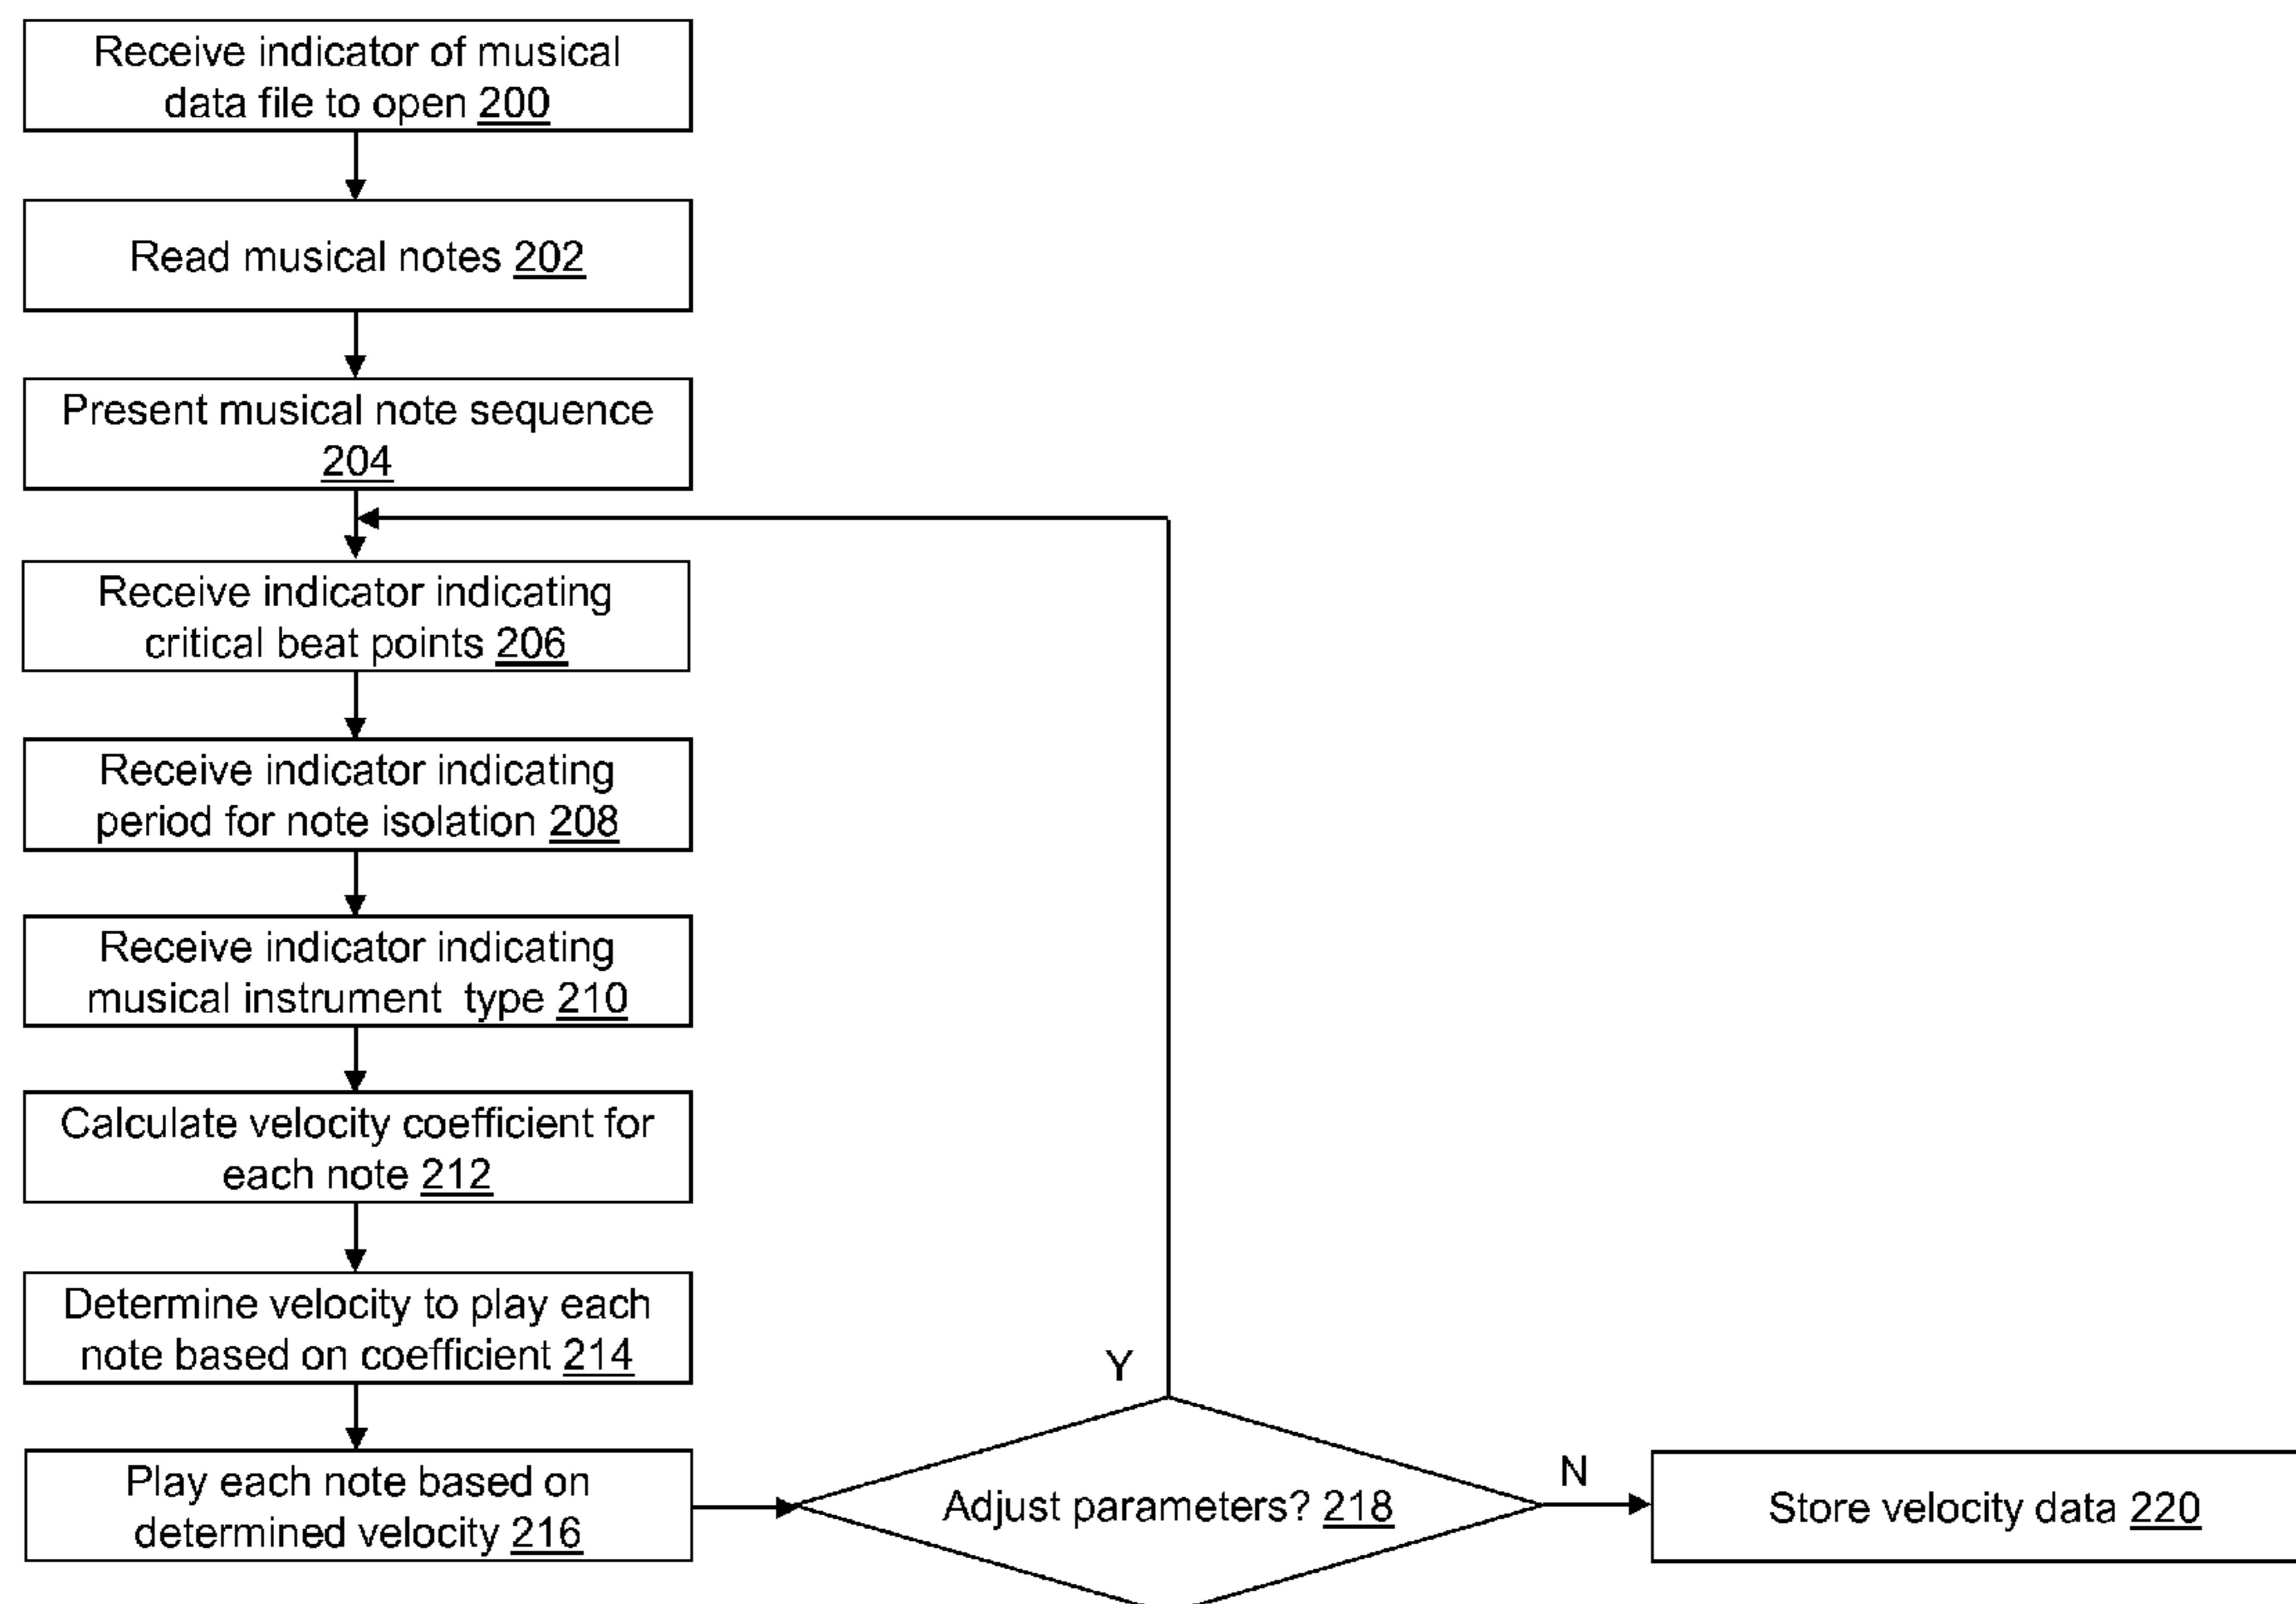 Receive indicator of musical
data file to open 200
Read musical notes 202
Present musical note sequence
204
Receive indicator indicating
critical beat points 206
Receive indicator indicating
period for note isolation 208
Receive indicator indicating
musical instrument type 210
Calculate velocity coefficient for
each note 212
Determine velocity to play each
note based on coefficient 214
Play each note based on
determined velocity 216
Y
Adjust parameters? 218
N
Store velocity data 220